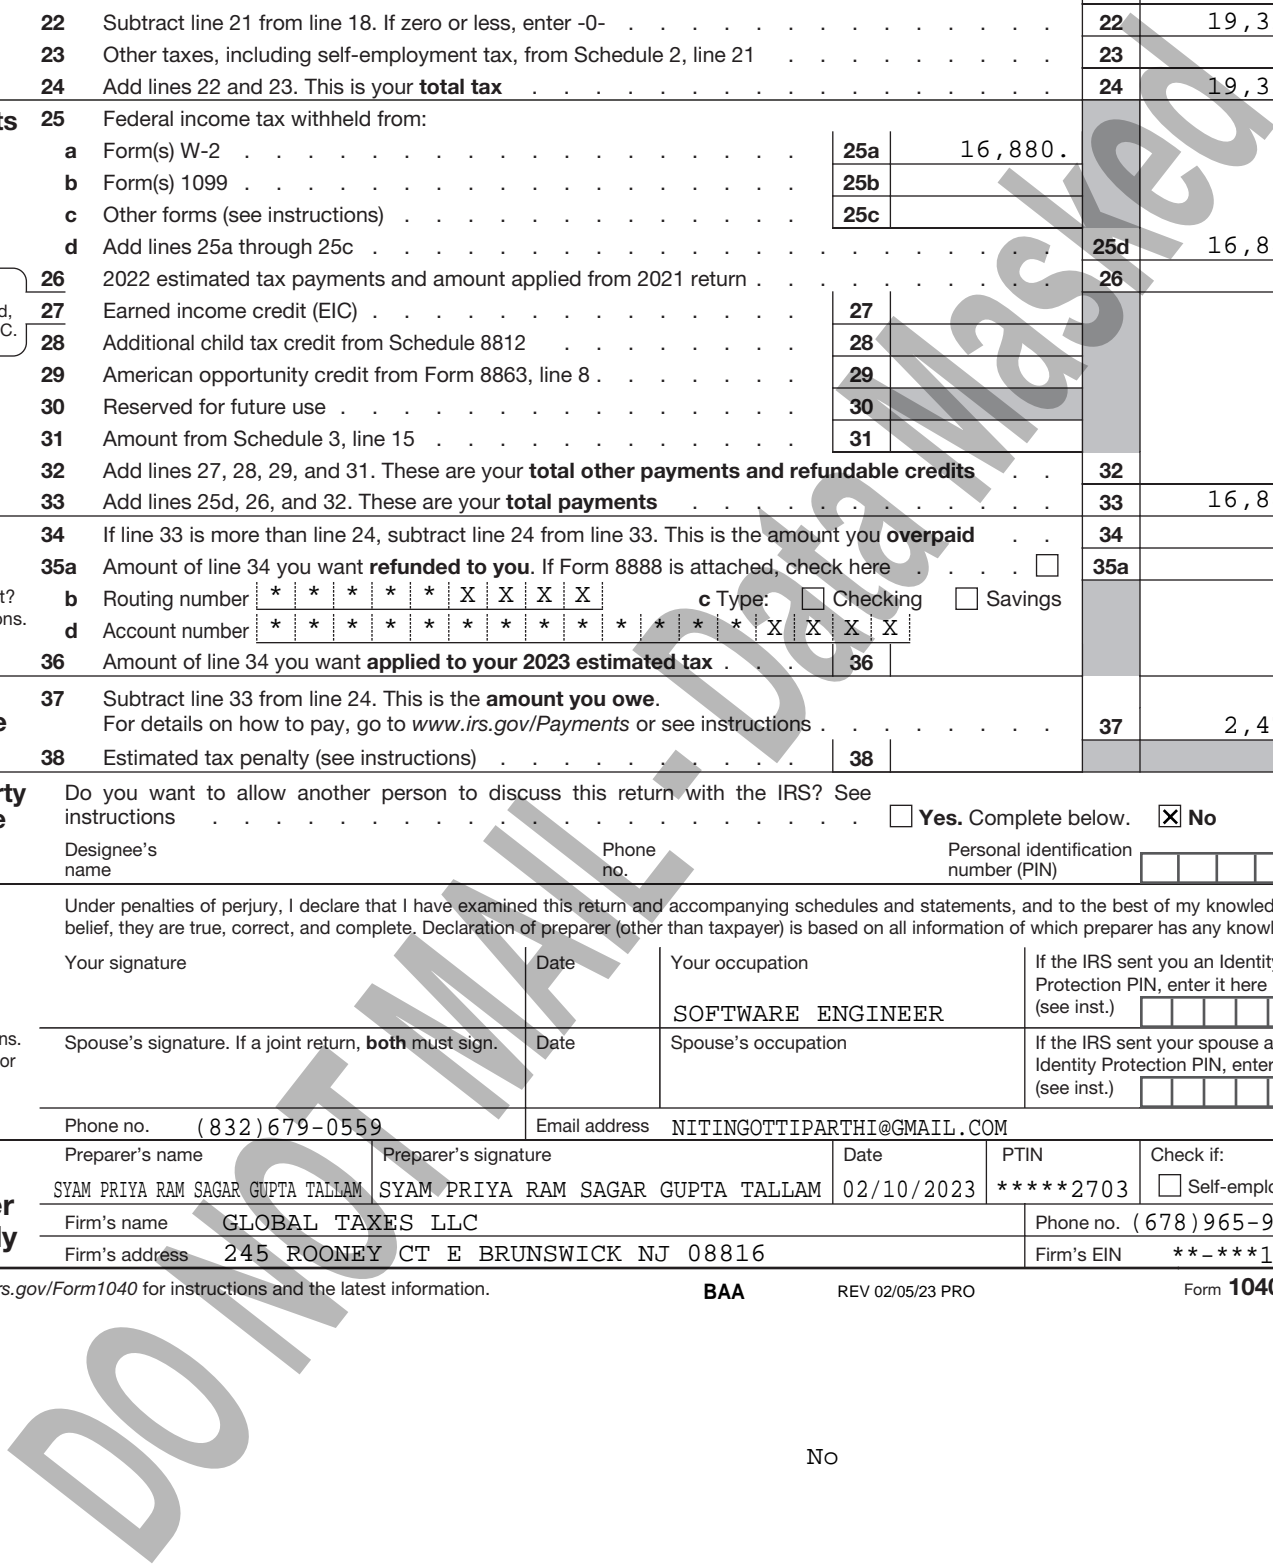 22 Subtract line 21 from line 18. If zero or less, enter -0- . . . . . . . . . . . . . . 22 19,3
23 Other taxes, including self-employment tax, from Schedule 2, line 21 . . . . . . . . . 23
24 Add lines 22 and 23. This is your total tax . . . . . . . . . . . . . . . . . 24 19,3
ts 25 Federal income tax withheld from:
a Form(s) W-2 . . . . . . . . . . . . . . . . . . 25a 16,880.
b Form(s) 1099 . . . . . . . . . . . . . . . . . . 25b
c Other forms (see instructions) . . . . . . . . . . . . . 25c
d Add lines 25a through 25c . . . . . . . . . . . . . . . . . . . . . . 25d 16,8
26 2022 estimated tax payments and amount applied from 2021 return . . . . . . . . . . 26
d, 27 Earned income credit (EIC) . . . . . . . . . . . . . . 27
C.
28 Additional child tax credit from Schedule 8812 . . . . . . . . 28
29 American opportunity credit from Form 8863, line 8 . . . . . . . 29
30 Reserved for future use . . . . . . . . . . . . . . . 30
31 Amount from Schedule 3, line 15 . . . . . . . . . . . . 31
32 Add lines 27, 28, 29, and 31. These are your total other payments and refundable credits . . 32
33 Add lines 25d, 26, and 32. These are your total payments . . . . . . . . . . . . 33 16,8
34 If line 33 is more than line 24, subtract line 24 from line 33. This is the amount you overpaid . . 34
35a Amount of line 34 you want refunded to you. If Form 8888 is attached, check here . . . . 35a
t? b Routing number * * * * * X X X X c Type: Checking Savings
ons. d Account number * * * * * * * * * * * * * X X X X
36 Amount of line 34 you want applied to your 2023 estimated tax . . . 36
37 Subtract line 33 from line 24. This is the amount you owe.
e For details on how to pay, go to www.irs.gov/Payments or see instructions . . . . . . . . 37 2,4
38 Estimated tax penalty (see instructions) . . . . . . . . . . 38
rty Do you want to allow another person to discuss this return with the IRS? See
e instructions . . . . . . . . . . . . . . . . . . . . . Yes. Complete below. X No
Designee's Phone Personal identification
name no. number (PIN)
Under penalties of perjury, I declare that I have examined this return and accompanying schedules and statements, and to the best of my knowled
belief, they are true, correct, and complete. Declaration of preparer (other than taxpayer) is based on all information of which preparer has any knowl
Your signature Date Your occupation If the IRS sent you an Identity
Protection PIN, enter it here
SOFTWARE ENGINEER (see inst.)
ns. Spouse's signature. If a joint return, both must sign. Date Spouse's occupation If the IRS sent your spouse a
or Identity Protection PIN, enter
(see inst.)
Phone no. (832)679-0559 Email address NITINGOTTIPARTHI@GMAIL.COM
Preparer's name Preparer's signature Date PTIN Check if:
SYAM PRIYA RAM SAGAR GUPTA TALLAM SYAM PRIYA RAM SAGAR GUPTA TALLAM 02/10/2023 *****2703 Self-emplo
er Firm's name GLOBAL TAXES LLC Phone no. (678)965-9
ly Firm's address 245 ROONEY CT E BRUNSWICK NJ 08816 Firm's EIN **-***1
rs.gov/Form1040 for instructions and the latest information. BAA REV 02/05/23 PRO Form 1040
No
DO NOT MAIL - Data Masked